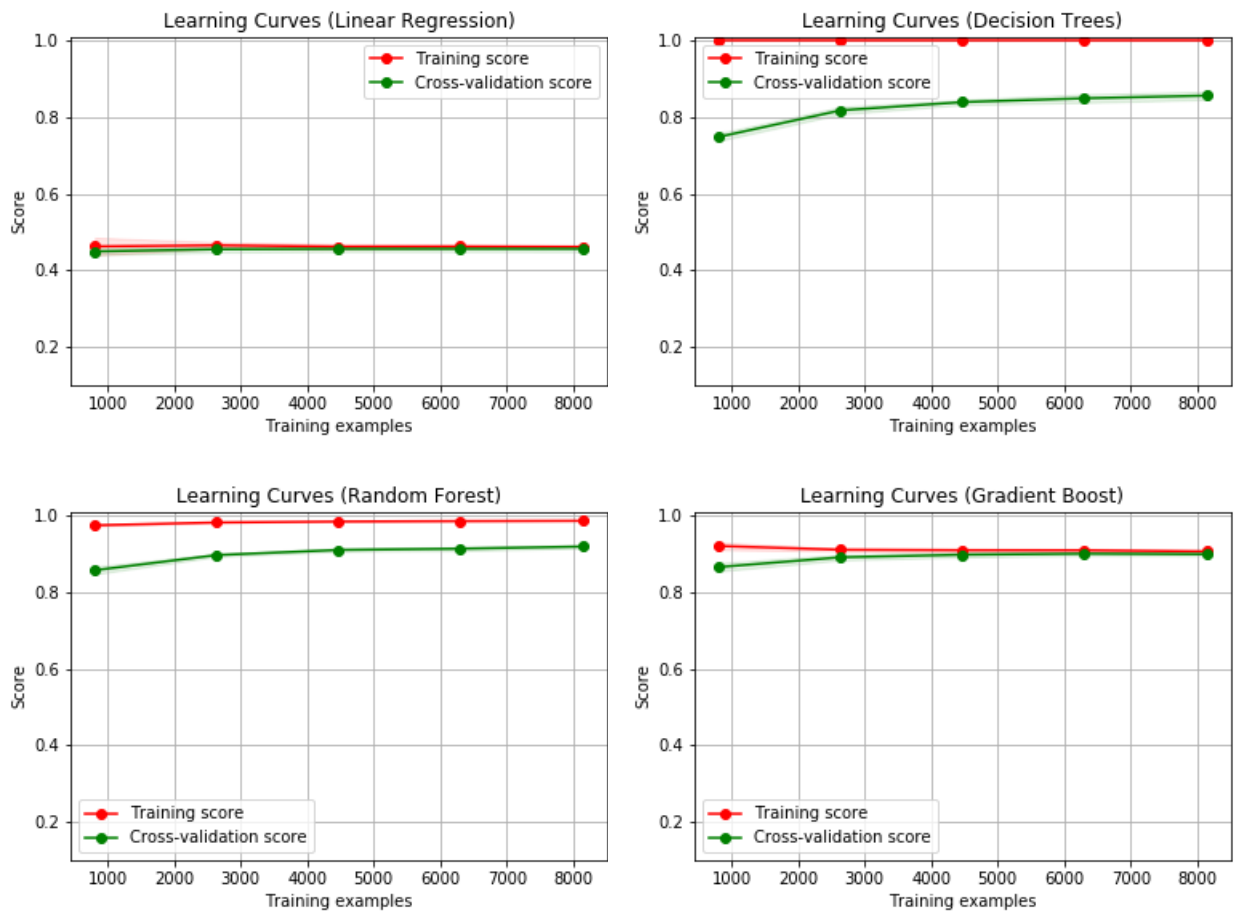 Learning Curves (Linear Regression)
1.0
0.8
0.6
0.4
0.2
Score
Training score
Cross-validation score
1000 2000 3000 4000 5000 6000 7000 8000
Training examples
Learning Curves (Decision Trees)
1.0
0.8
0.6
0.4
0.2
Score
Training score
Cross-validation score
1000 2000 3000 4000 5000 6000 7000 8000
Training examples
Learning Curves (Random Forest)
1.0
0.8
0.6
0.4
0.2
Score
Training score
Cross-validation score
1000 2000 3000 4000 5000 6000 7000 8000
Training examples
Learning Curves (Gradient Boost)
1.0
0.8
0.6
0.4
0.2
Score
Training score
Cross-validation score
1000 2000 3000 4000 5000 6000 7000 8000
Training examples